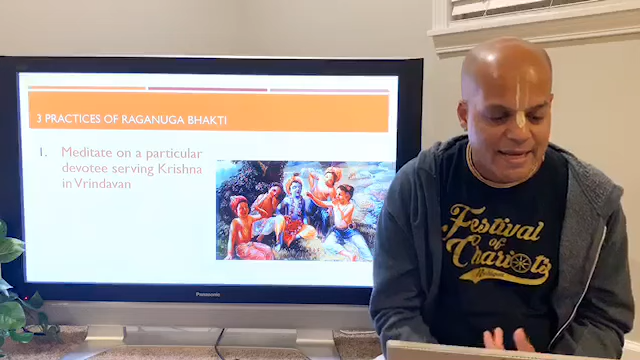 3 PRACTICES OF RAGANUGA BHAKTI
1. Meditate on a particular
devotee serving Krishna
in Vrindavan
Panasonic
Festival
of
Chariots